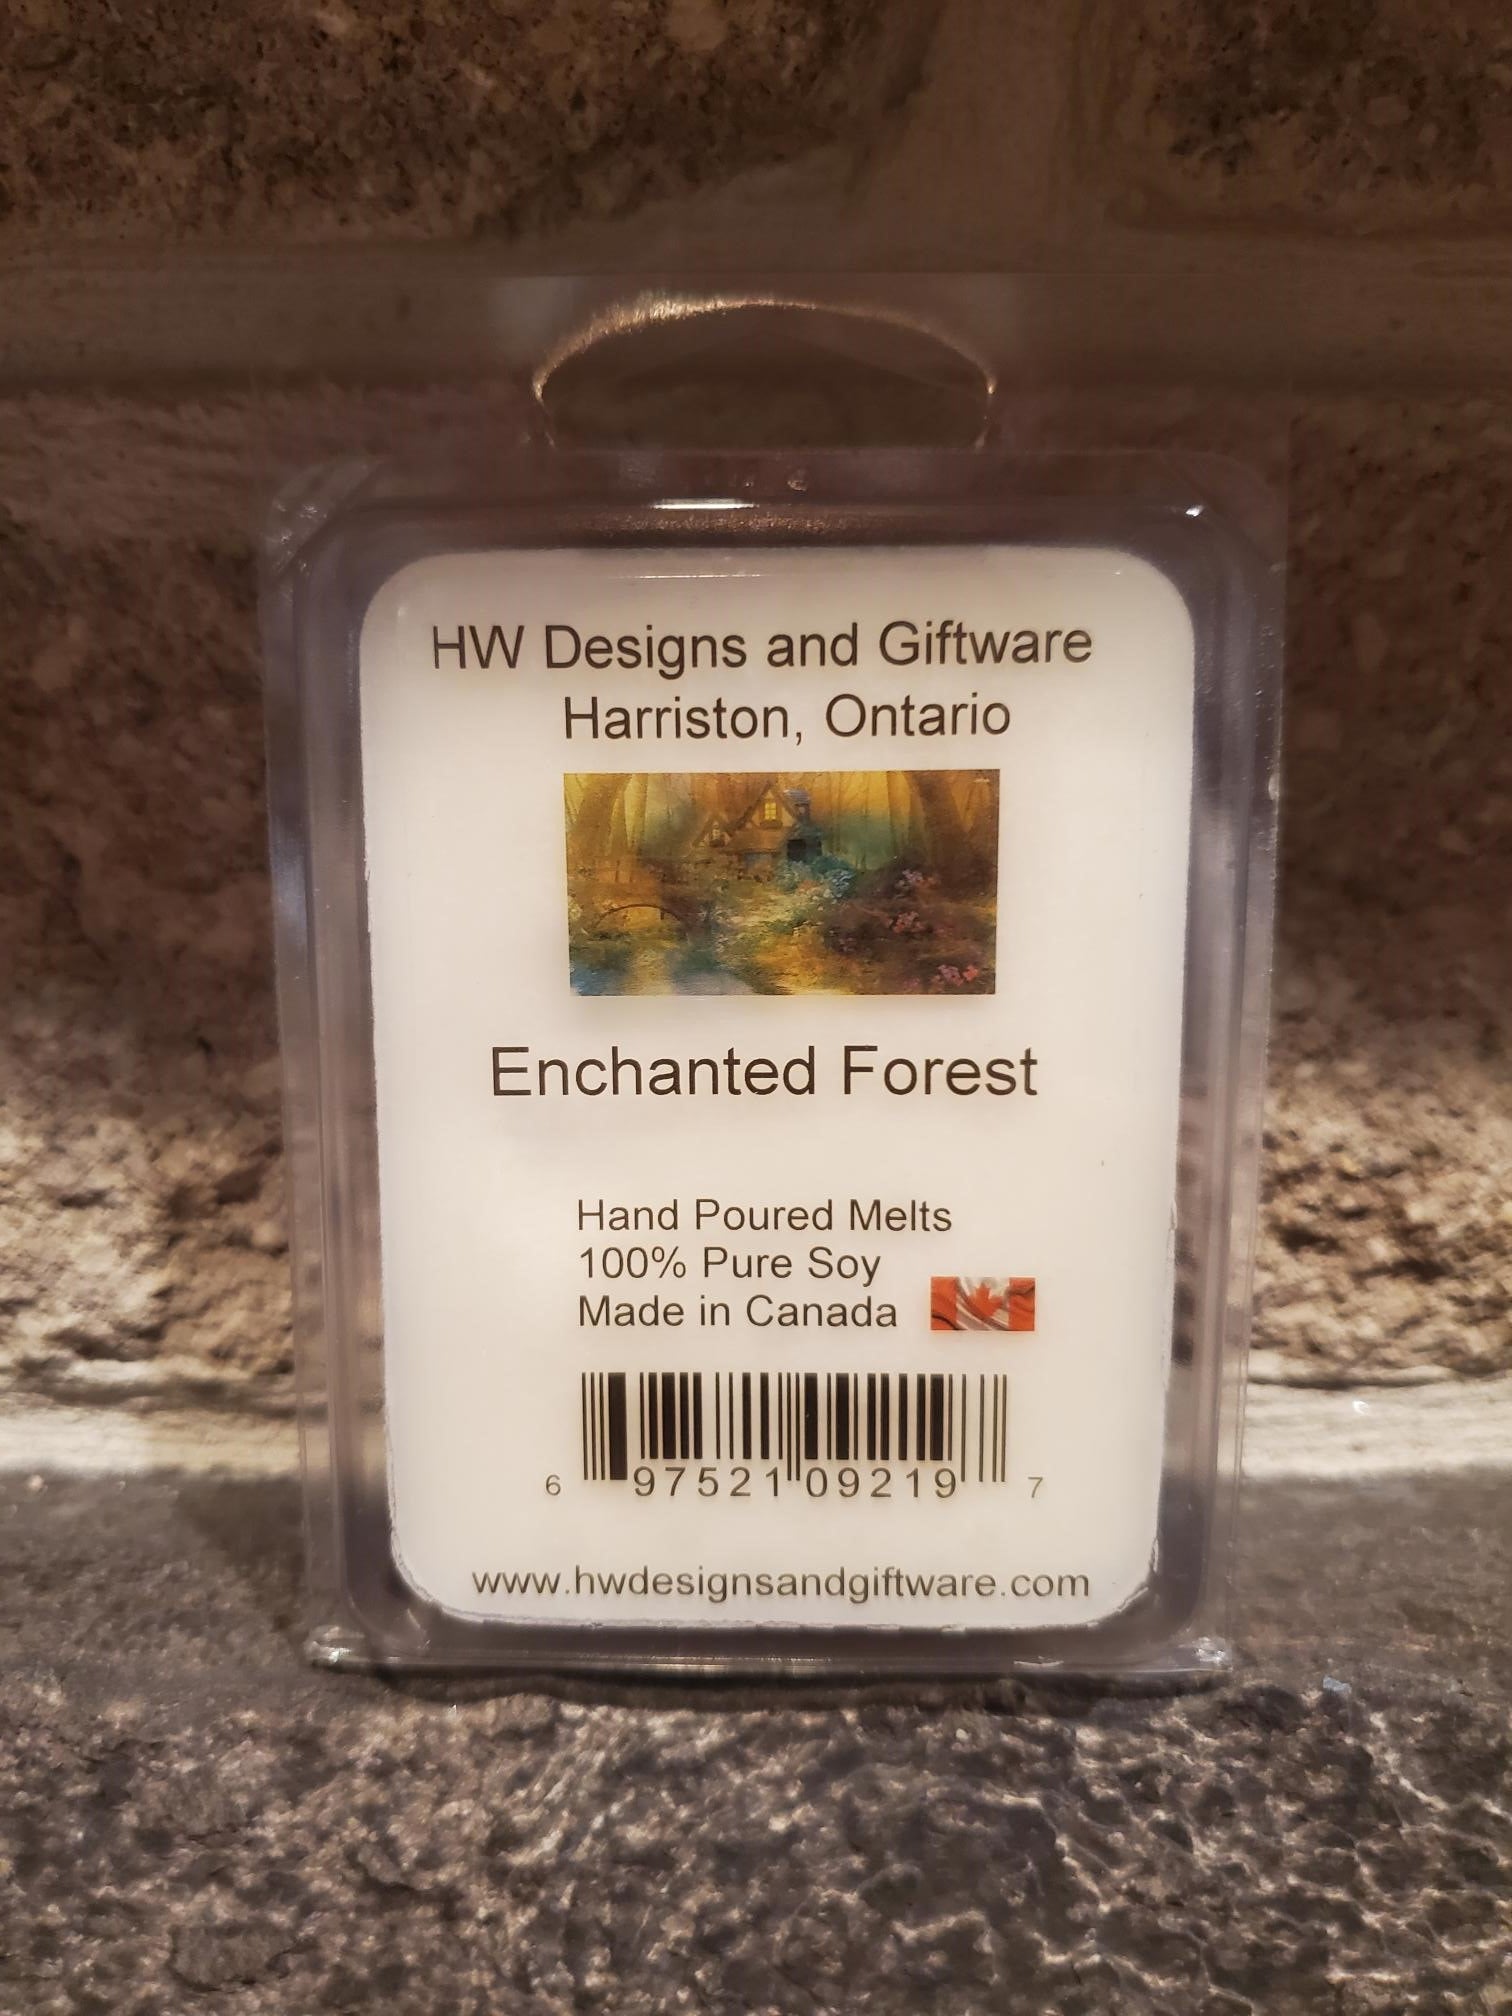 HW Designs and Giftware
Harriston, Ontario
Enchanted Forest
Hand Poured Melts
100% Pure Soy
Made in Canada
6 97521 09219 7
www.hwdesignsandgiftware.com